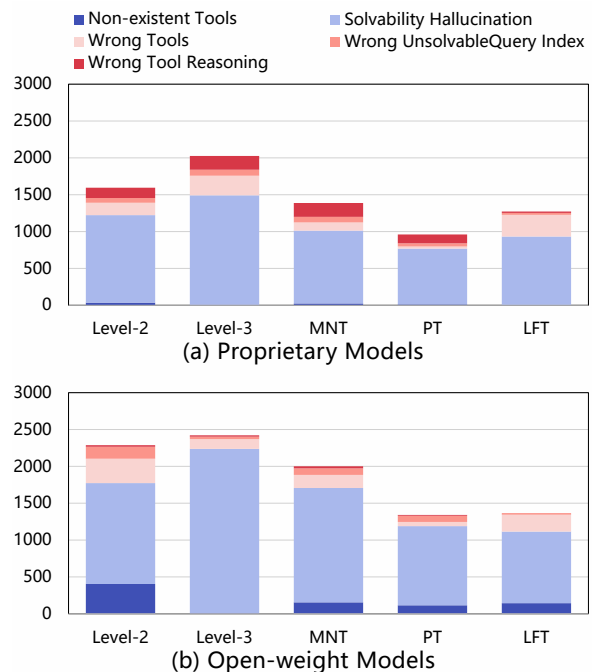 Non-existent Tools Solvability Hallucination
Wrong Tools Wrong UnsolvableQuery Index
Wrong Tool Reasoning
3000
2500
2000
1500
1000
500
0
Level-2 Level-3 MNT PT LFT
(a) Proprietary Models
3000
2500
2000
1500
1000
500
0
Level-2 Level-3 MNT PT LFT
(b) Open-weight Models